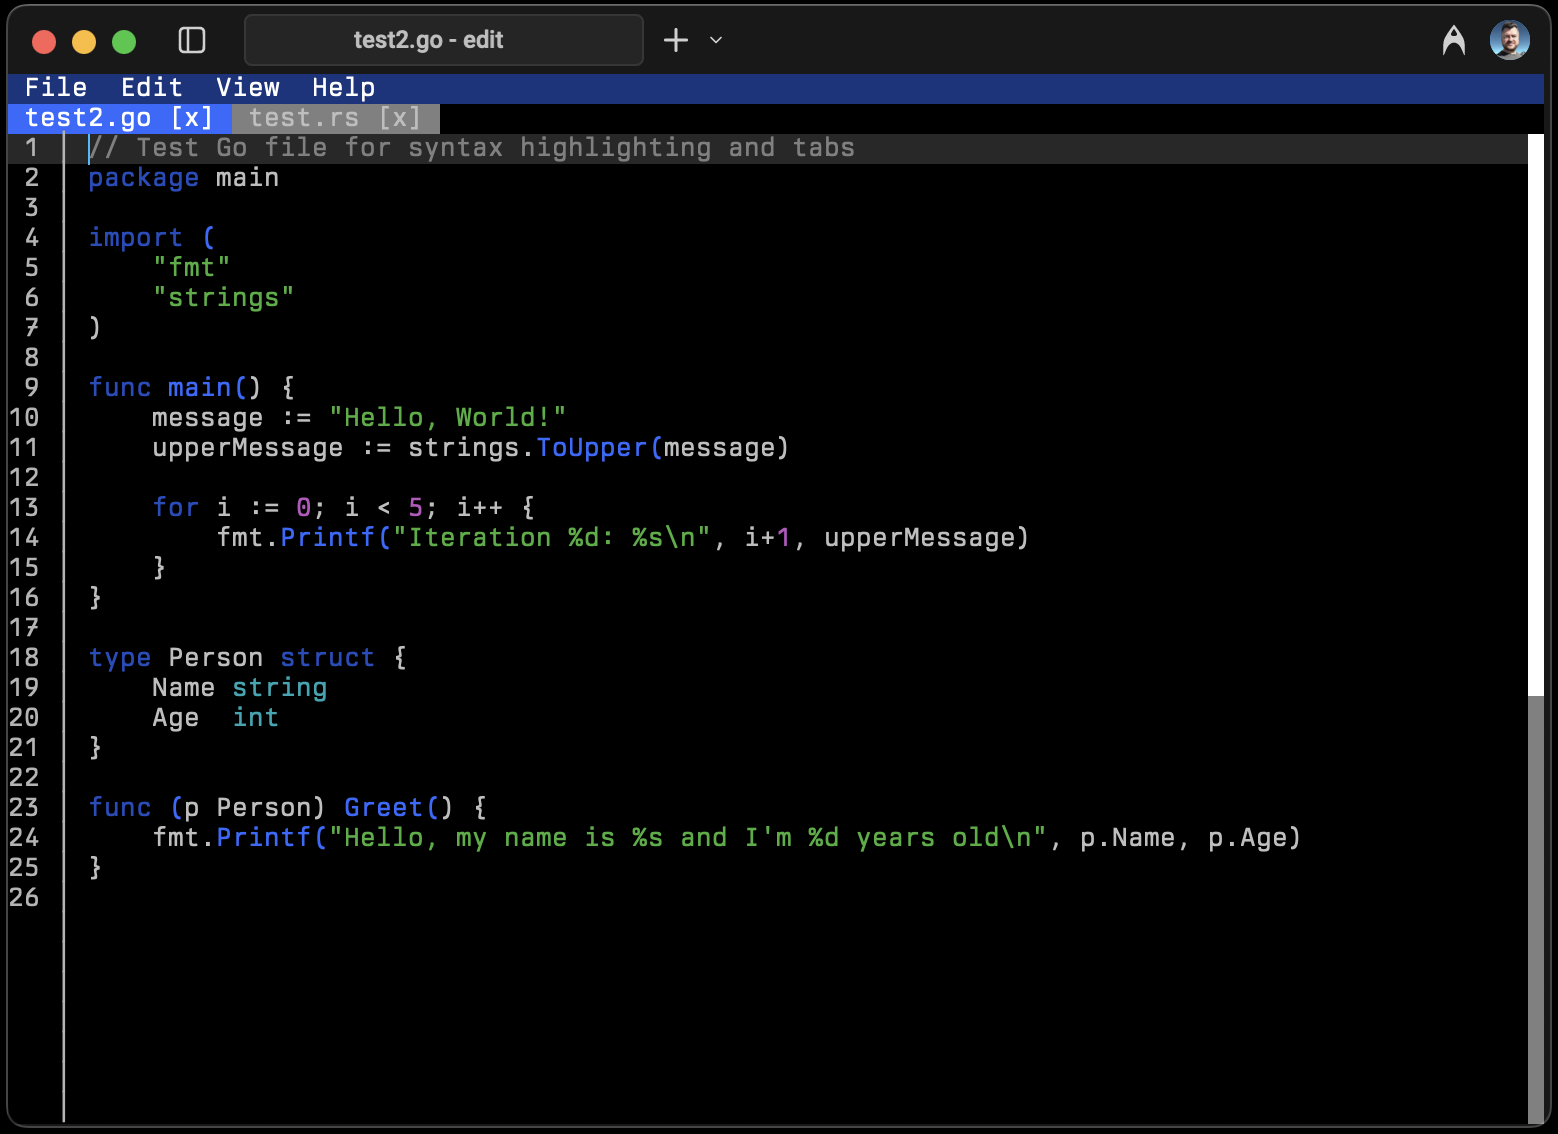 test2.go - edit
File  Edit  View  Help
test2.go [x]  test.rs [x]
1 // Test Go file for syntax highlighting and tabs
2 package main
3
4 import (
5     "fmt"
6     "strings"
7 )
8
9 func main() {
10     message := "Hello, World!"
11     upperMessage := strings.ToUpper(message)
12
13     for i := 0; i < 5; i++ {
14         fmt.Printf("Iteration %d: %s\n", i+1, upperMessage)
15     }
16 }
17
18 type Person struct {
19     Name string
20     Age  int
21 }
22
23 func (p Person) Greet() {
24     fmt.Printf("Hello, my name is %s and I'm %d years old\n", p.Name, p.Age)
25 }
26